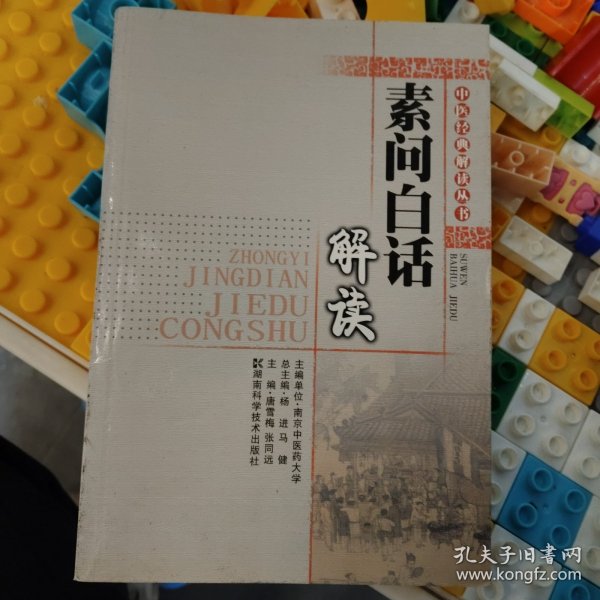 中医经典解读丛书
素问白话
解读
SUWEN
BAIHUA JIEDU
ZHONGYI
JINGDIAN
JIEDU
CONGSHU
主编单位·南京中医药大学
总主编·杨进 马健
主编·唐雪梅 张同远
湖南科学技术出版社
孔夫子旧书网
www.kongfz.com